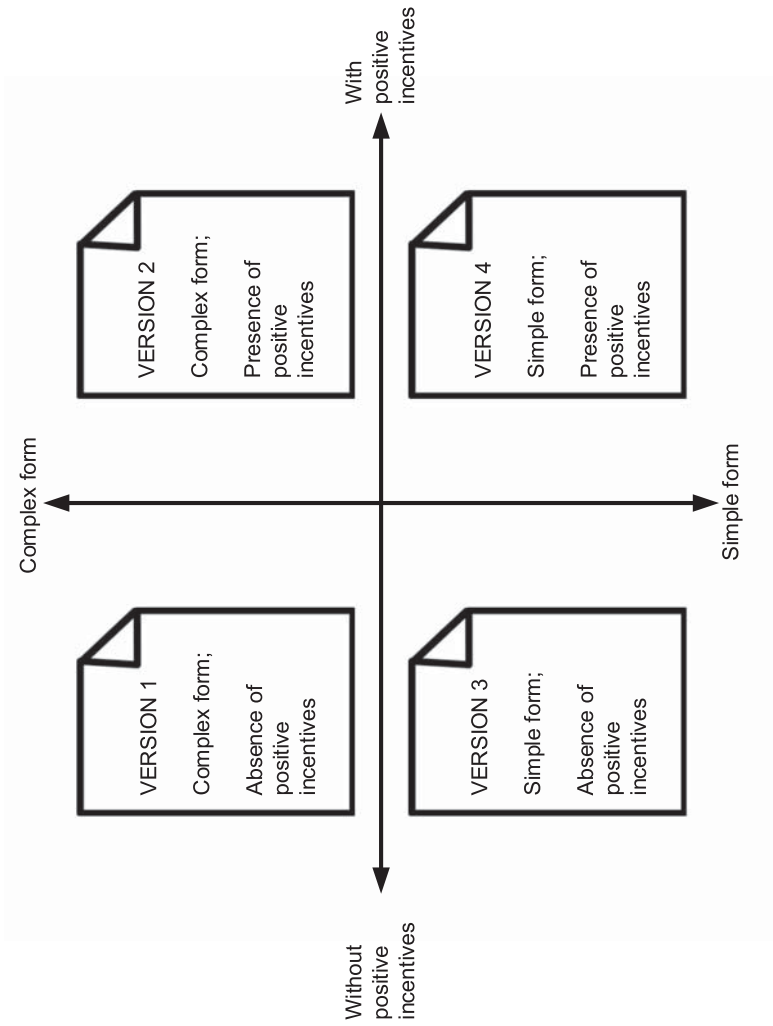 Complex form
VERSION 1
Complex form;
Absence of
positive
incentives
VERSION 2
Complex form;
Presence of
positive
incentives
Without
positive
incentives
With
positive
incentives
VERSION 3
Simple form;
Absence of
positive
incentives
VERSION 4
Simple form;
Presence of
positive
incentives
Simple form